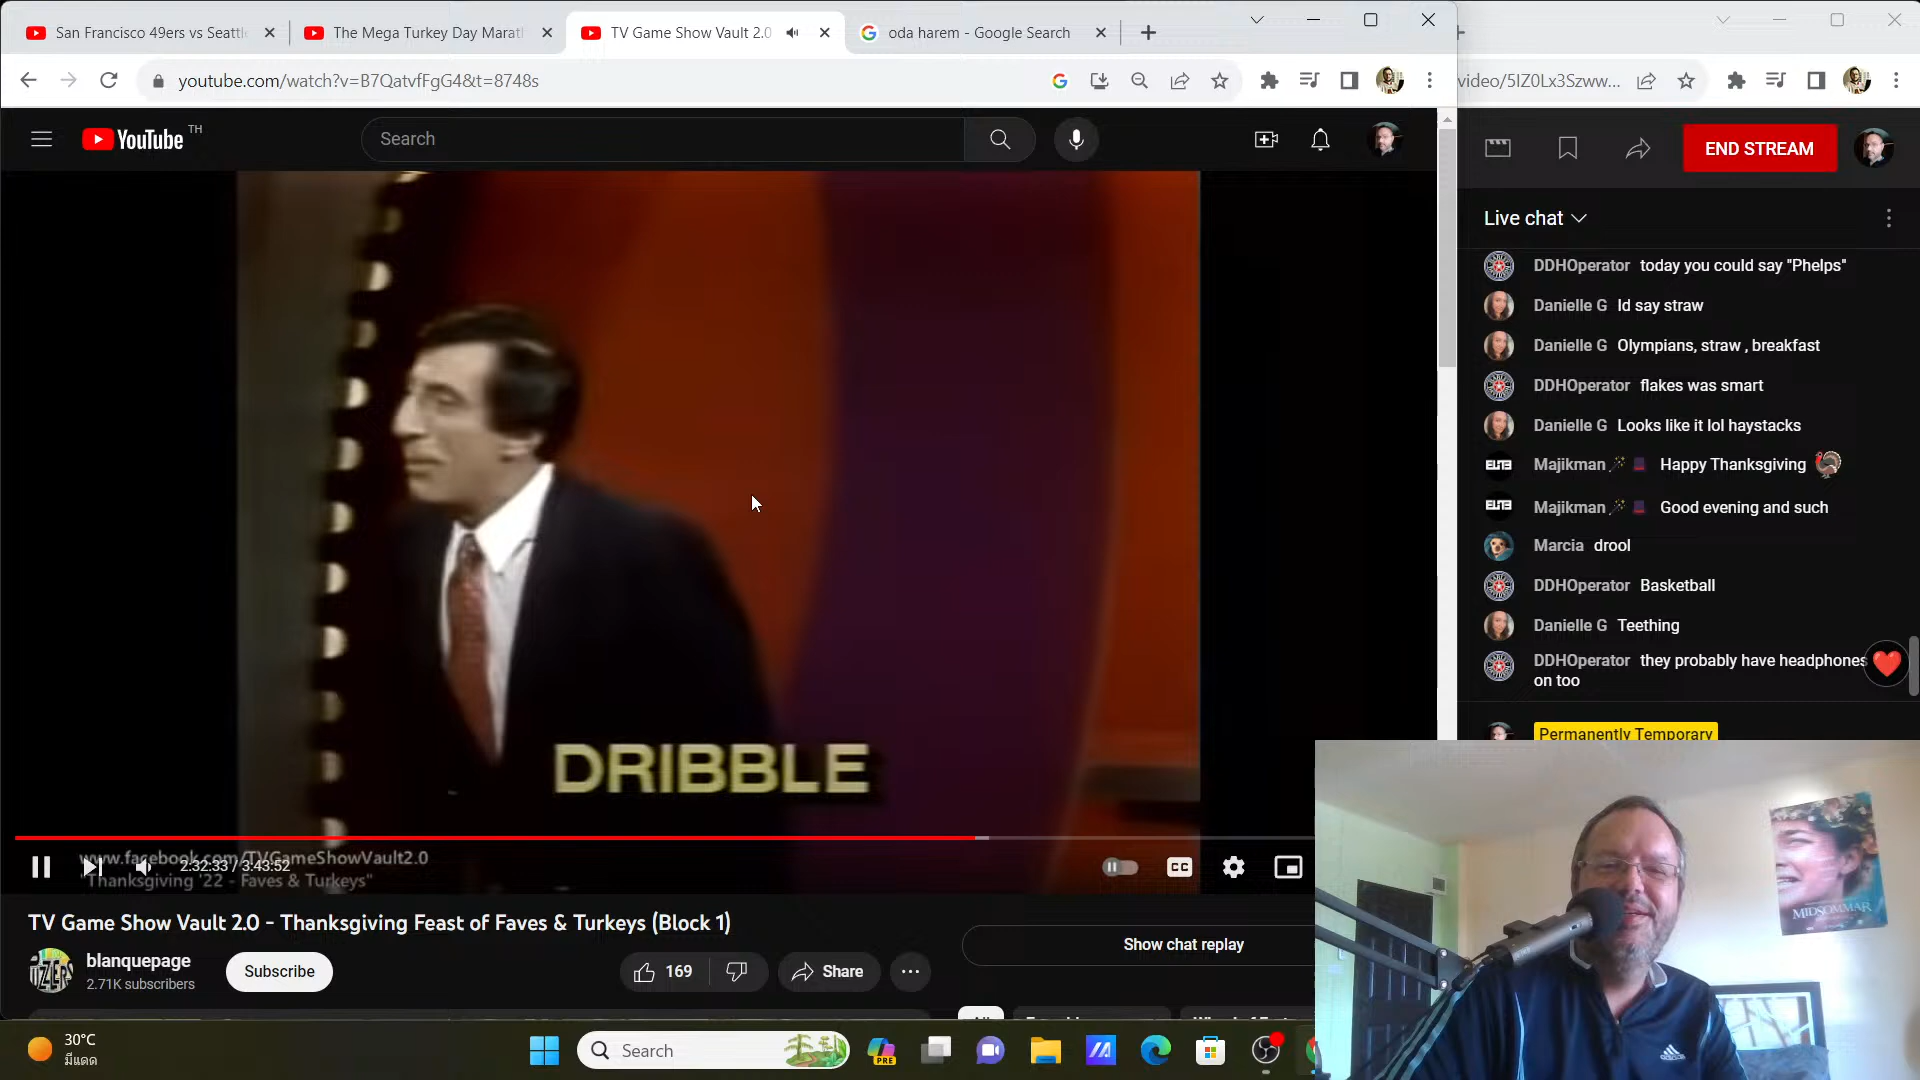 San Francisco 49ers vs Seattl
The Mega Turkey Day Marat
TV Game Show Vault 2.0
oda harem - Google Search
youtube.com/watch?v=B7QatvfFgG4&t=8748s
video/5IZ0Lx3Szww...
YouTube TH
Search
END STREAM
Live chat
DDHOperator today you could say "Phelps"
Danielle G Id say straw
Danielle G Olympians, straw , breakfast
DDHOperator flakes was smart
Danielle G Looks like it lol haystacks
Majikman Happy Thanksgiving
Majikman Good evening and such
Marcia drool
DDHOperator Basketball
Danielle G Teething
DDHOperator they probably have headphones
on too
Permanently Temporary
DRIBBLE
www.facebook.com/TVGameShowVault2.0
2:32:33 / 3:43:52
"Thanksgiving '22 - Faves & Turkeys"
CC
TV Game Show Vault 2.0 - Thanksgiving Feast of Faves & Turkeys (Block 1)
Show chat replay
blanquepage
2.71K subscribers
Subscribe
169
Share
MIDSOMMAR
adidas
30°C
มีแดด
Search
PRE